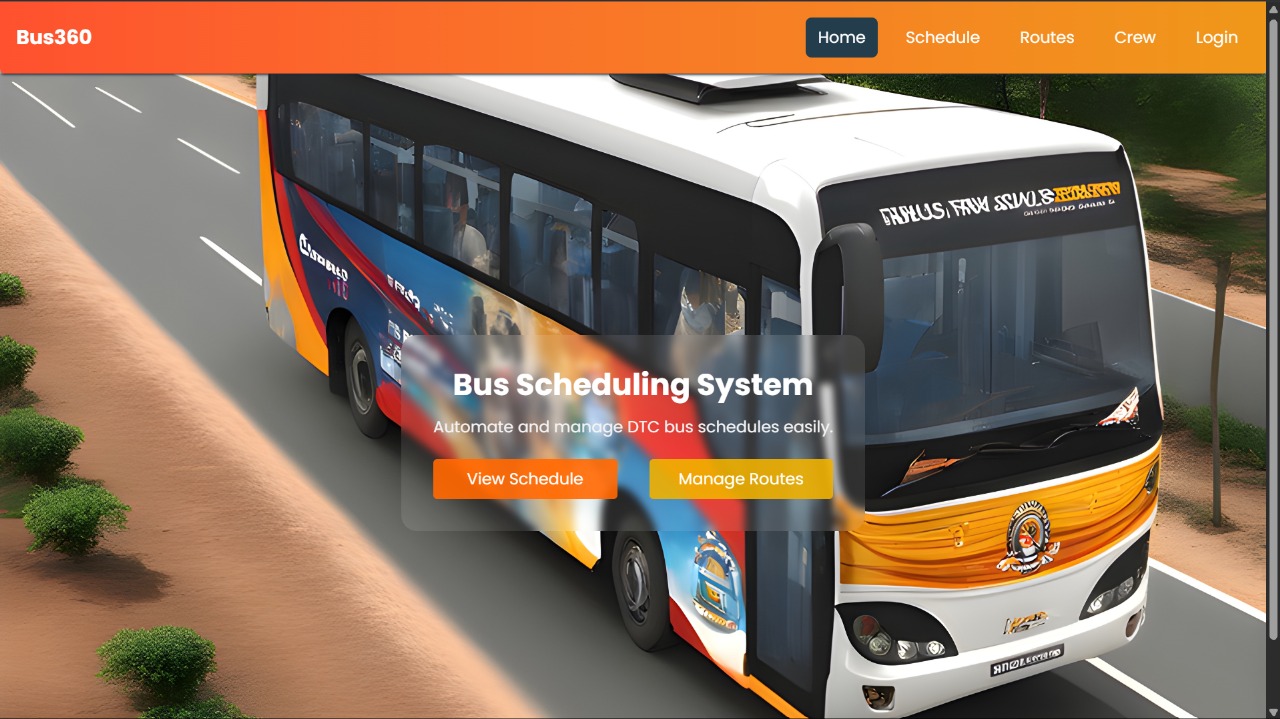 Bus360
Home
Schedule
Routes
Crew
Login
Bus Scheduling System
Automate and manage DTC bus schedules easily.
View Schedule
Manage Routes